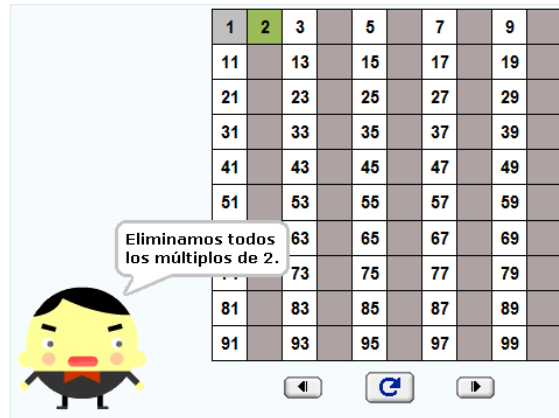 1 2 3 5 7 9
11 13 15 17 19
21 23 25 27 29
31 33 35 37 39
41 43 45 47 49
51 53 55 57 59
63 65 67 69
73 75 77 79
81 83 85 87 89
91 93 95 97 99
Eliminamos todos
los múltiplos de 2.